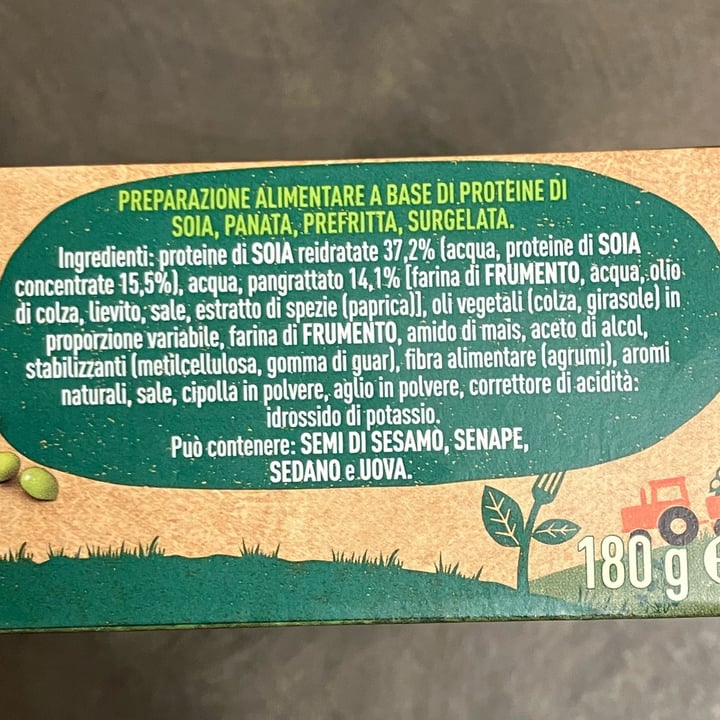 PREPARAZIONE ALIMENTARE A BASE DI PROTEINE DI
SOIA, PANATA, PREFRITTA, SURGELATA.
Ingredienti: proteine di SOIA reidratate 37,2% (acqua, proteine di SOIA
concentrate 15,5%), acqua, pangrattato 14,1% [farina di FRUMENTO, acqua, olio
di colza, lievito, sale, estratto di spezie (paprica)], oli vegetali (colza, girasole) in
proporzione variabile, farina di FRUMENTO, amido di mais, aceto di alcol,
stabilizzanti (metilcellulosa, gomma di guar), fibra alimentare (agrumi), aromi
naturali, sale, cipolla in polvere, aglio in polvere, correttore di acidità:
idrossido di potassio.
Può contenere: SEMI DI SESAMO, SENAPE,
SEDANO e UOVA.
180 g e